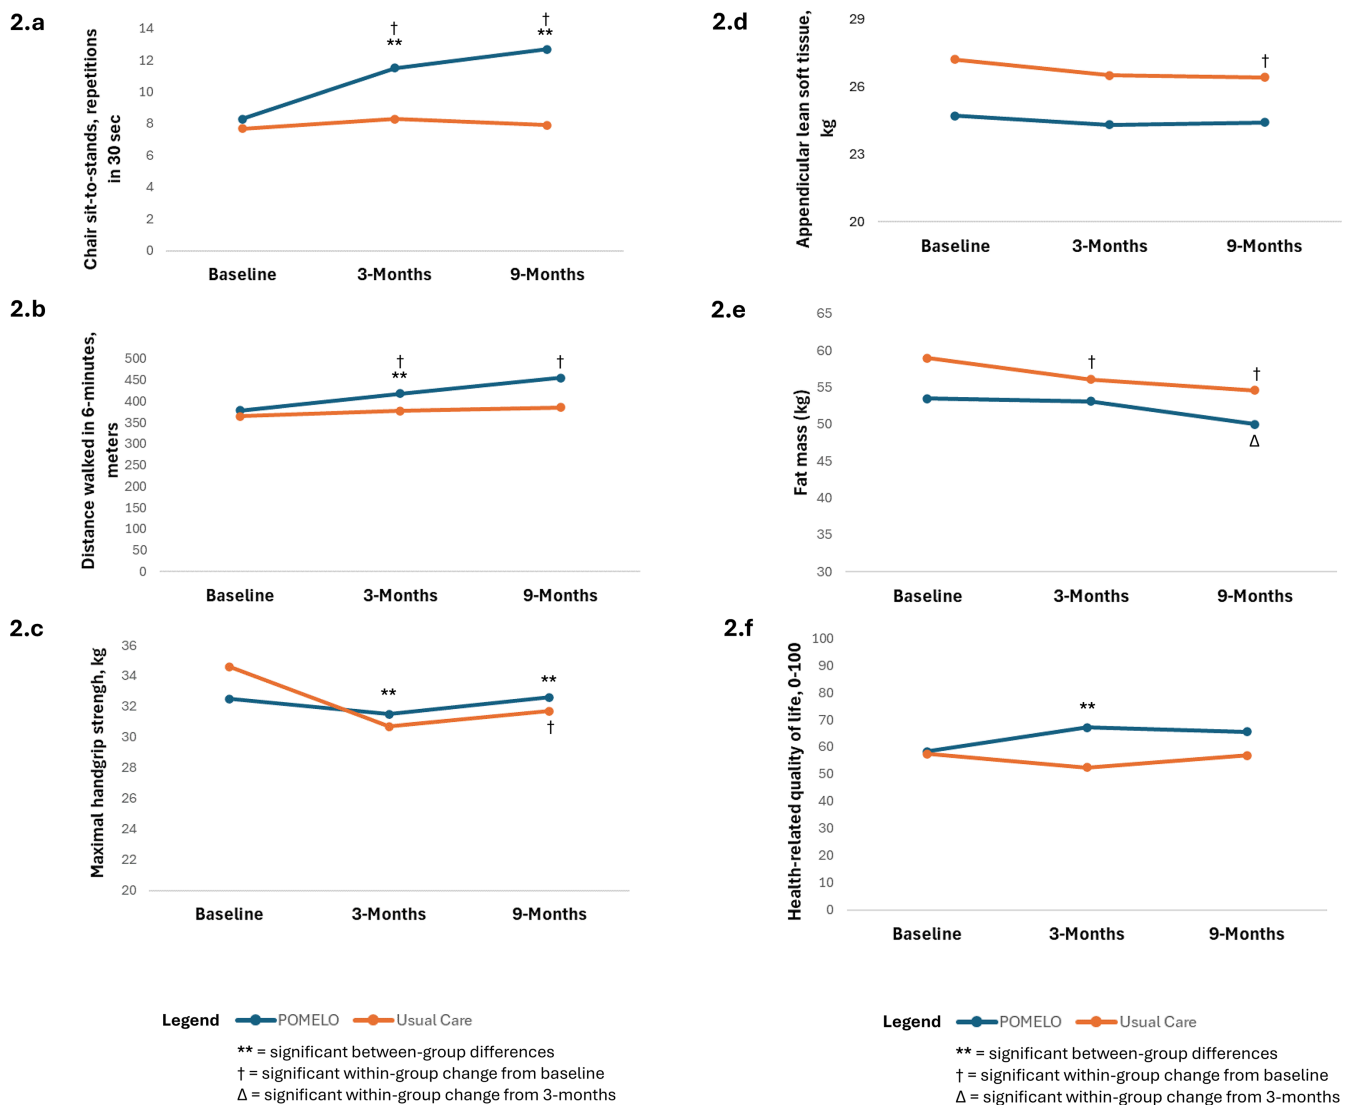 2.a
Chair sit-to-stands, repetitions
in 30 sec
14
12
10
8
6
4
2
0
†
**
†
**
Baseline
3-Months
9-Months
2.b
Distance walked in 6-minutes,
meters
500
450
400
350
300
250
200
150
100
50
0
†
**
†
Baseline
3-Months
9-Months
2.c
Maximal handgrip strengh, kg
36
34
32
30
28
26
24
22
20
**
**
†
Baseline
3-Months
9-Months
Legend
POMELO
Usual Care
** = significant between-group differences
† = significant within-group change from baseline
Δ = significant within-group change from 3-months
2.d
Appendicular lean soft tissue,
kg
29
26
23
20
†
Baseline
3-Months
9-Months
2.e
Fat mass (kg)
65
60
55
50
45
40
35
30
†
†
Δ
Baseline
3-Months
9-Months
2.f
Health-related quality of life, 0-100
100
90
80
70
60
50
40
30
20
10
0
**
Baseline
3-Months
9-Months
Legend
POMELO
Usual Care
** = significant between-group differences
† = significant within-group change from baseline
Δ = significant within-group change from 3-months